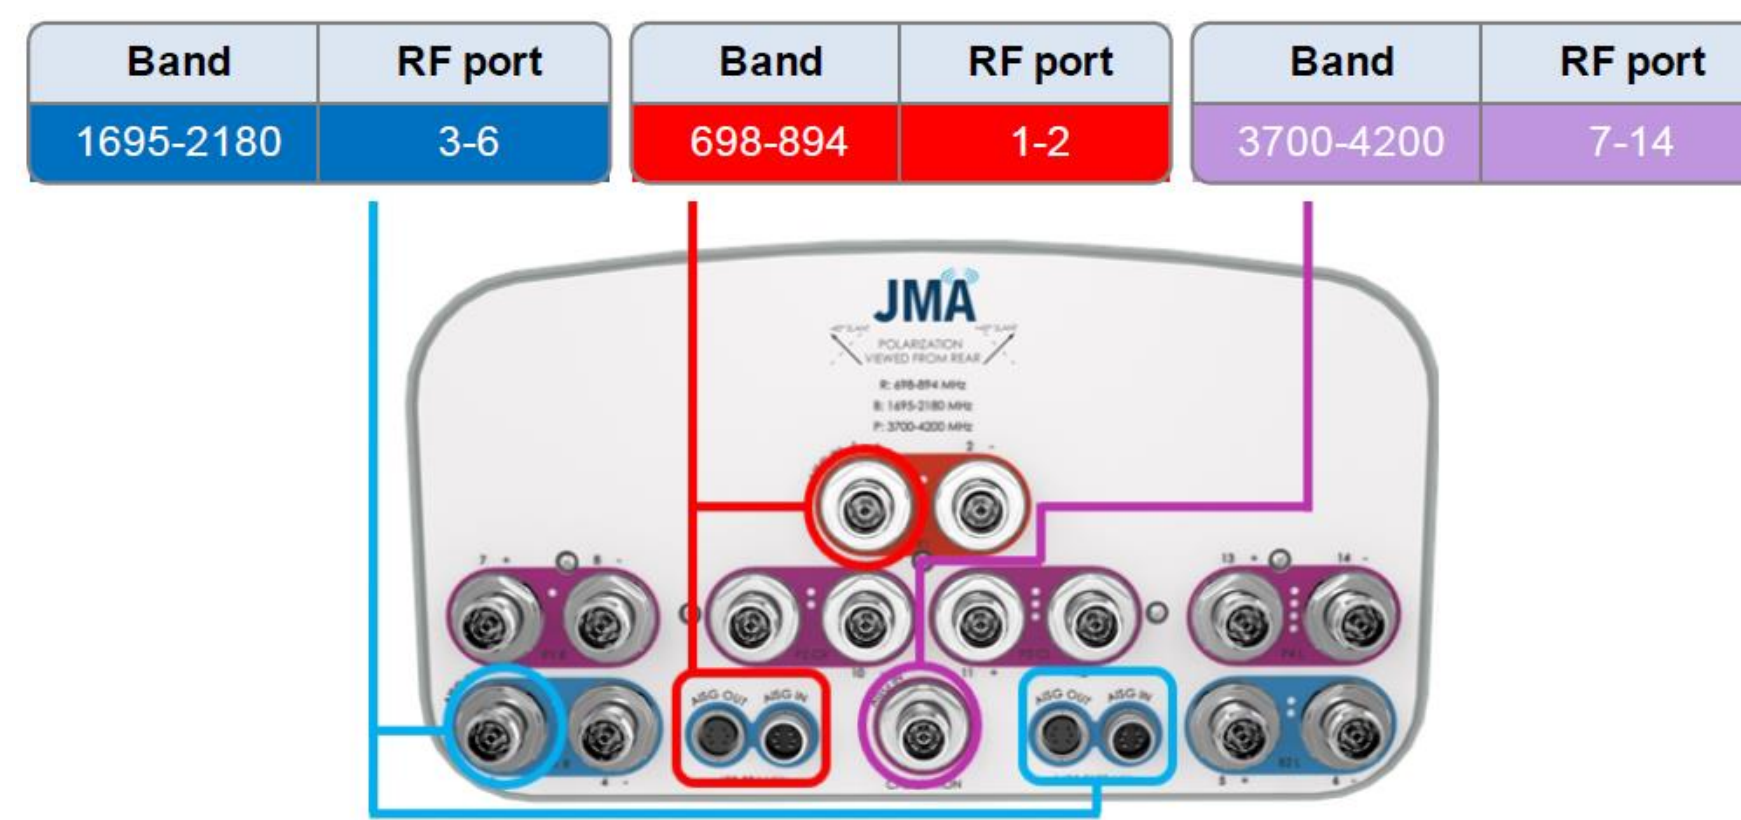 Band RF port
1695-2180 3-6
Band RF port
698-894 1-2
Band RF port
3700-4200 7-14
JMA
POLARIZATION
VIEWED FROM REAR
R: 698-894 MHz
B: 1695-2180 MHz
P: 3700-4200 MHz
2 -
7 +
8 -
13 +
14 -
10
11 +
AISG OUT AISG IN
AISG OUT AISG IN
4 -
5 +
6 -